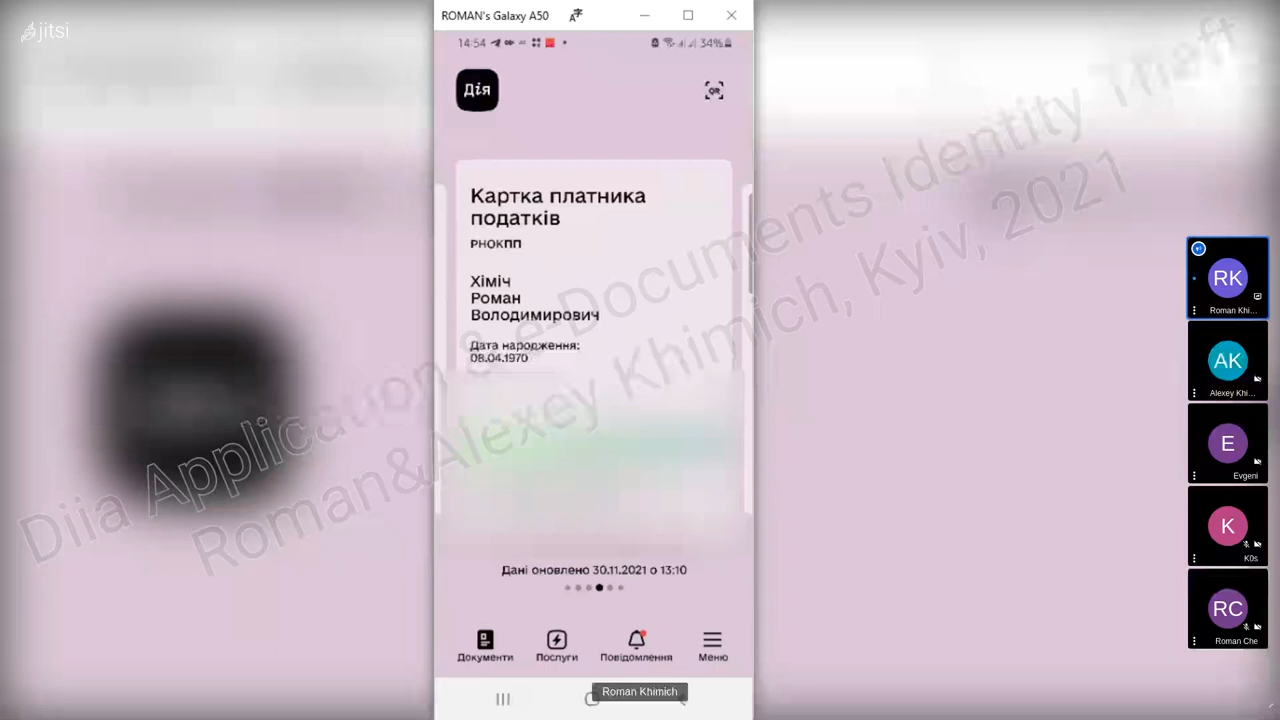 jitsi
ROMAN's Galaxy A50
14:54
34%
Дія
QR
Картка платника
податків
РНОКПП
Хіміч
Роман
Володимирович
Дата народження:
08.04.1970
Дані оновлено 30.11.2021 о 13:10
Документи
Послуги
Повідомлення
Меню
Roman Khimich
Diia Application & e-Documents Identity Theft
Roman&Alexey Khimich, Kyiv, 2021
RK
Roman Khi...
AK
Alexey Khi...
E
Evgeni
K
K0s
RC
Roman Che